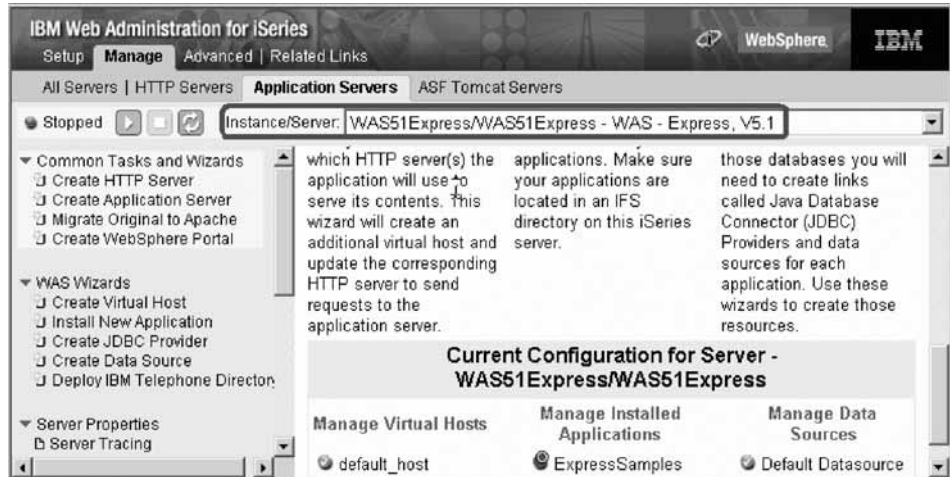 IBM Web Administration for iSeries
WebSphere. IBM
Setup Manage Advanced | Related Links
All Servers | HTTP Servers Application Servers ASF Tomcat Servers
Stopped Instance/Server: WAS51Express/WAS51Express - WAS - Express, V5.1
Common Tasks and Wizards
Create HTTP Server
Create Application Server
Migrate Original to Apache
Create WebSphere Portal
WAS Wizards
Create Virtual Host
Install New Application
Create JDBC Provider
Create Data Source
Deploy IBM Telephone Director
Server Properties
Server Tracing
which HTTP server(s) the
application will use to
serve its contents. This
wizard will create an
additional virtual host and
update the corresponding
HTTP server to send
requests to the
application server.
applications. Make sure
your applications are
located in an IFS
directory on this iSeries
server.
those databases you will
need to create links
called Java Database
Connector (JDBC)
Providers and data
sources for each
application. Use these
wizards to create those
resources.
Current Configuration for Server -
WAS51Express/WAS51Express
Manage Virtual Hosts
default_host
Manage Installed
Applications
ExpressSamples
Manage Data
Sources
Default Datasource